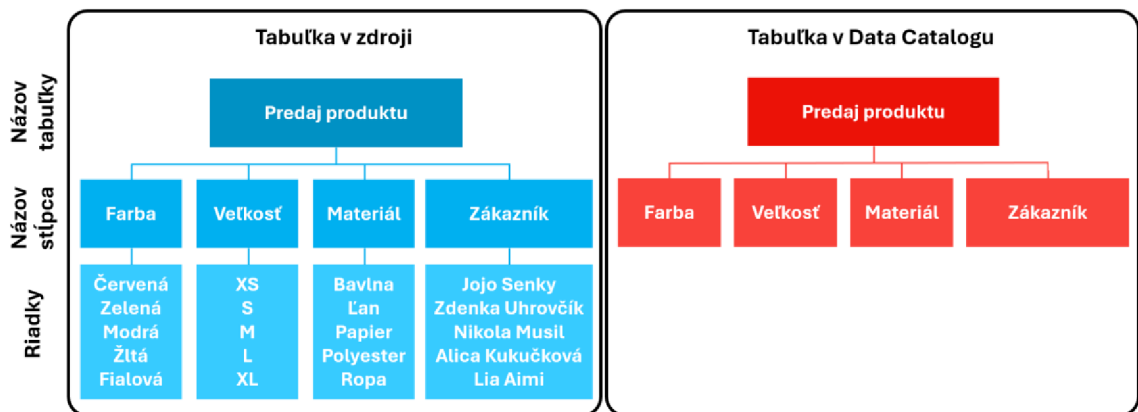 Tabuľka v zdroji
Tabuľka v Data Catalogu
Názov
tabuľky
Predaj produktu
Predaj produktu
Názov
stĺpca
Farba
Veľkosť
Materiál
Zákazník
Farba
Veľkosť
Materiál
Zákazník
Riadky
Červená
Zelená
Modrá
Žltá
Fialová
XS
S
M
L
XL
Bavlna
Ľan
Papier
Polyester
Ropa
Jojo Senky
Zdenka Uhrovčík
Nikola Musil
Alica Kukučková
Lia Aimi